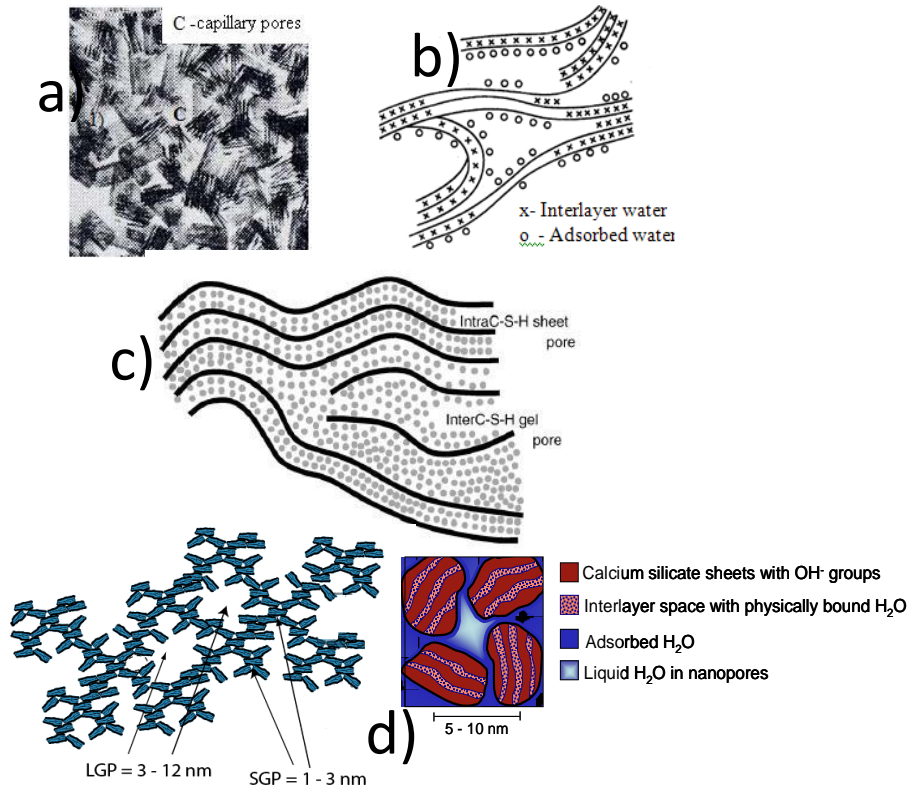 C -capillary pores
a)
1)
C
b)
x- Interlayer water
o - Adsorbed water
c)
IntraC-S-H sheet
pore
InterC-S-H gel
pore
LGP = 3 - 12 nm
SGP = 1 - 3 nm
d)
5 - 10 nm
Calcium silicate sheets with OH⁻ groups
Interlayer space with physically bound H₂O
Adsorbed H₂O
Liquid H₂O in nanopores